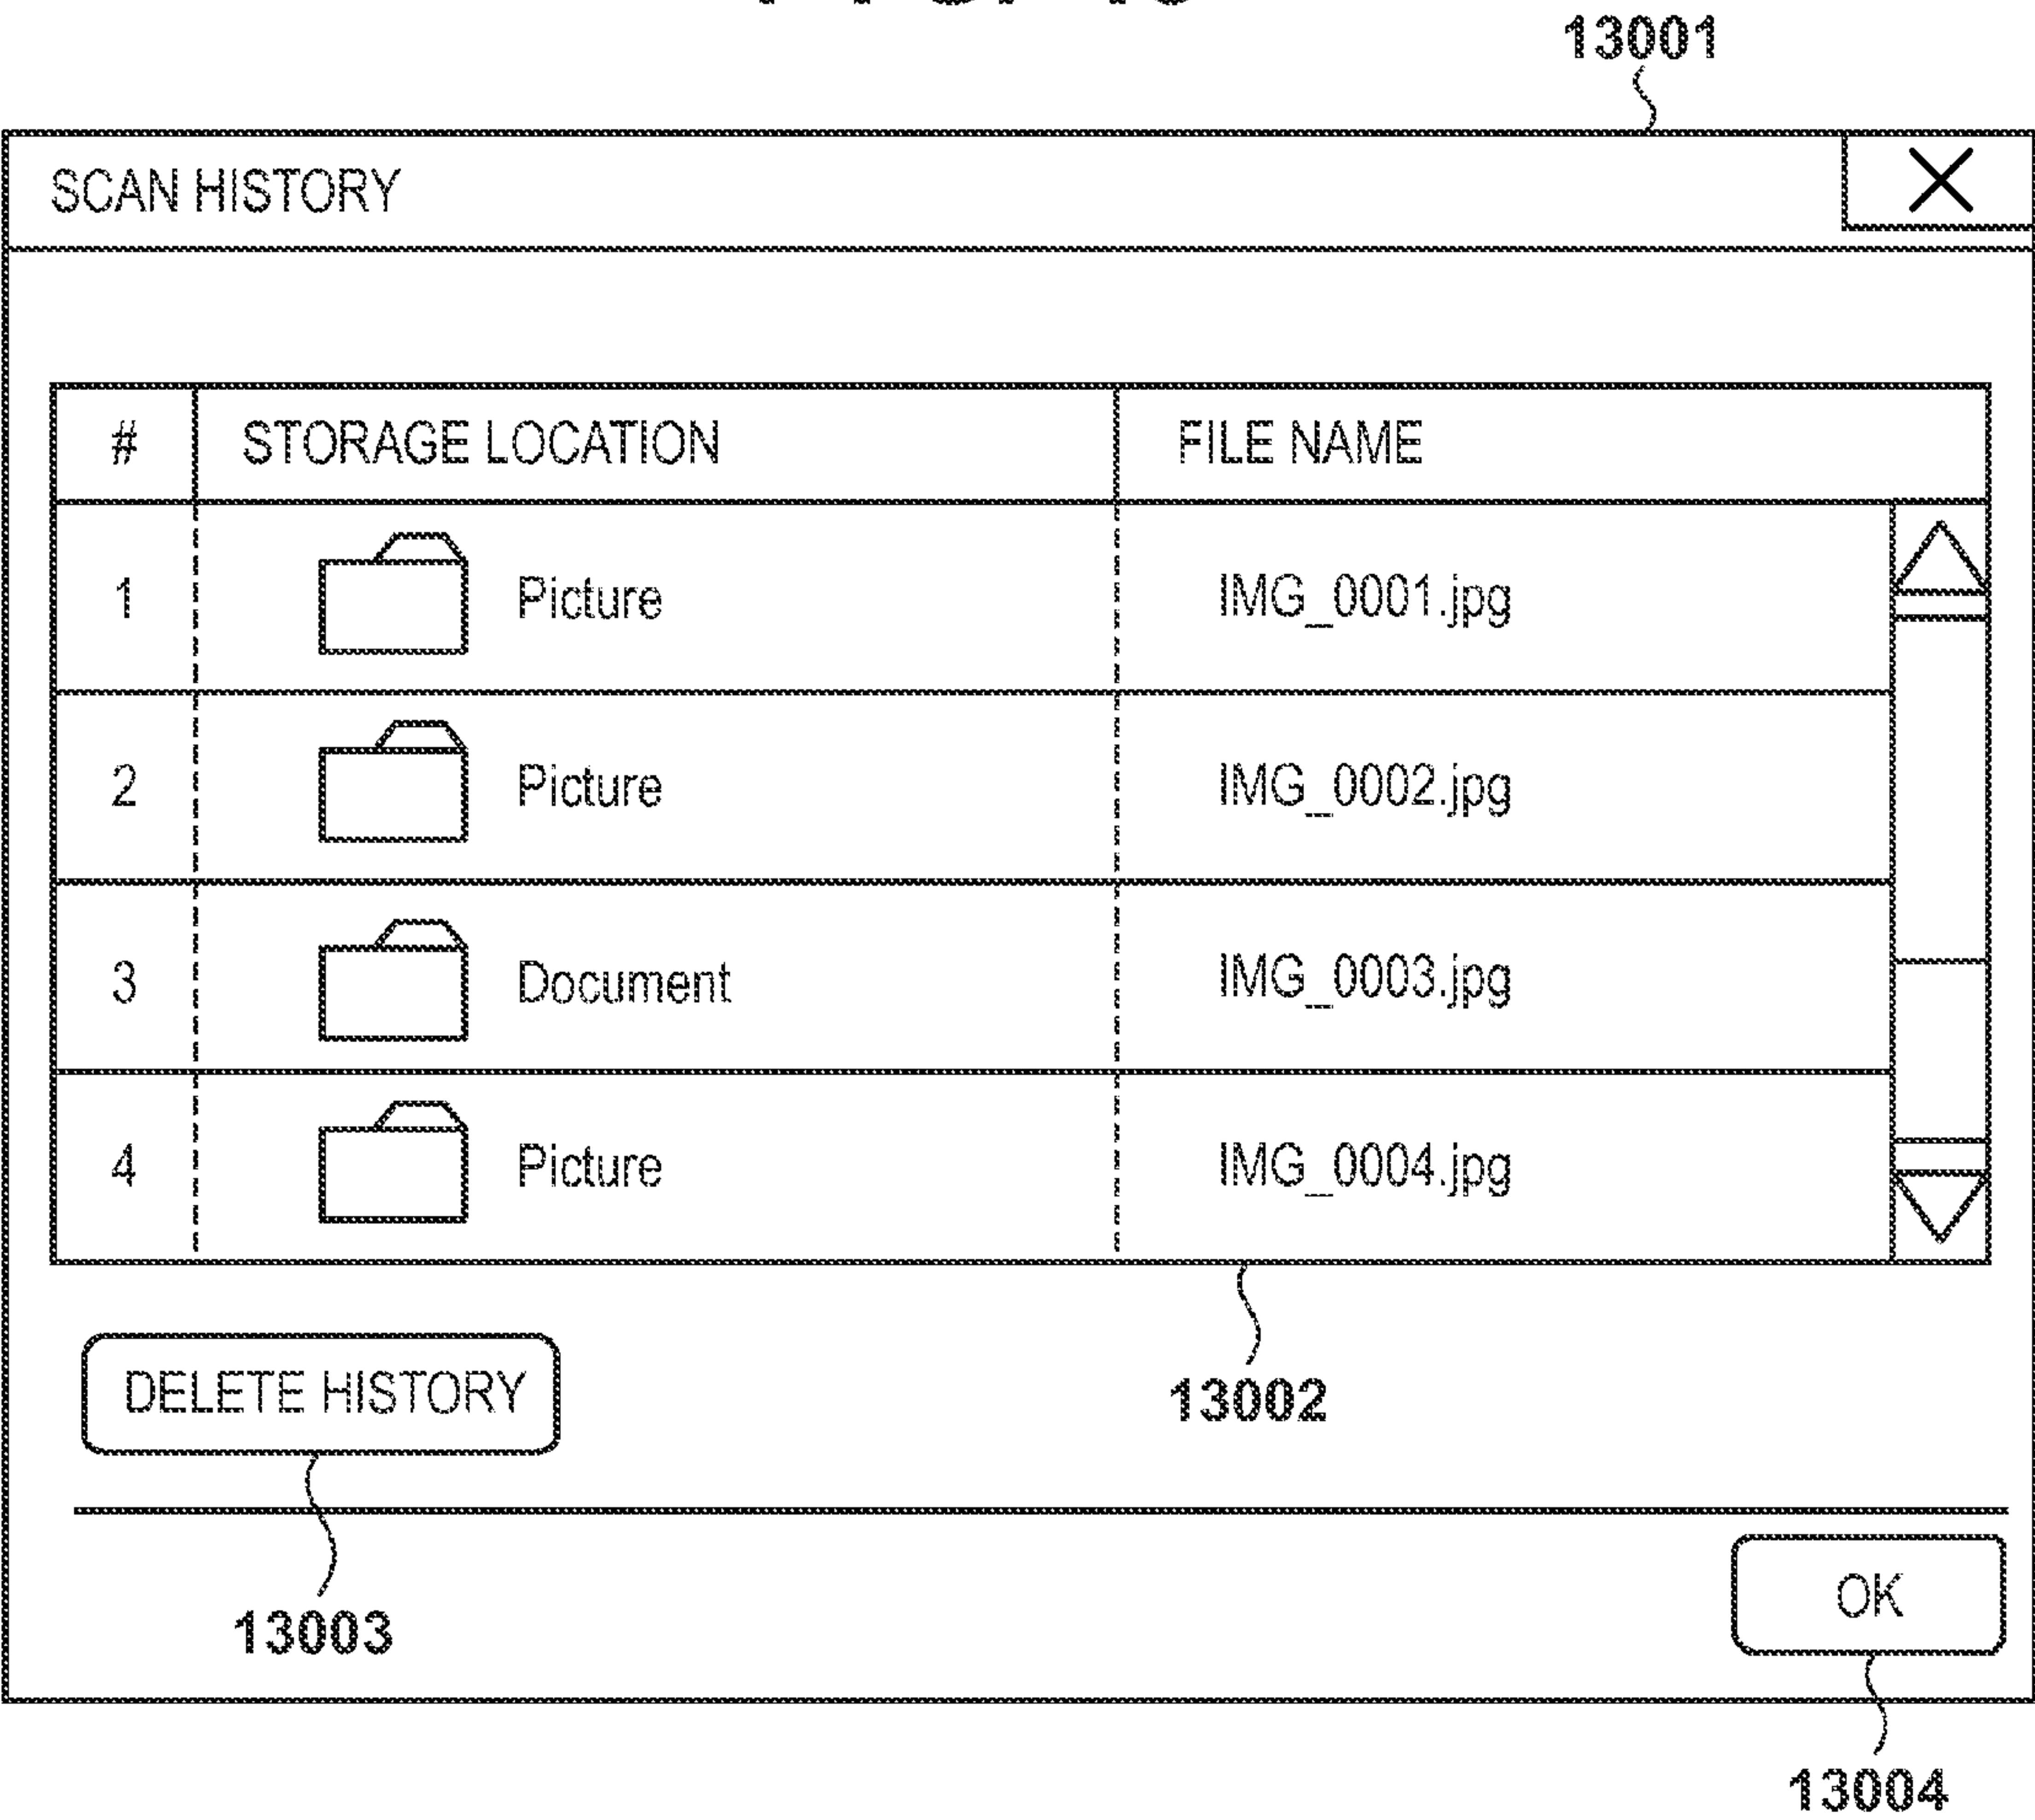 13001
SCAN HISTORY
# STORAGE LOCATION FILE NAME
1 Picture IMG_0001.jpg
2 Picture IMG_0002.jpg
3 Document IMG_0003.jpg
4 Picture IMG_0004.jpg
DELETE HISTORY
13002
OK
13003
13004